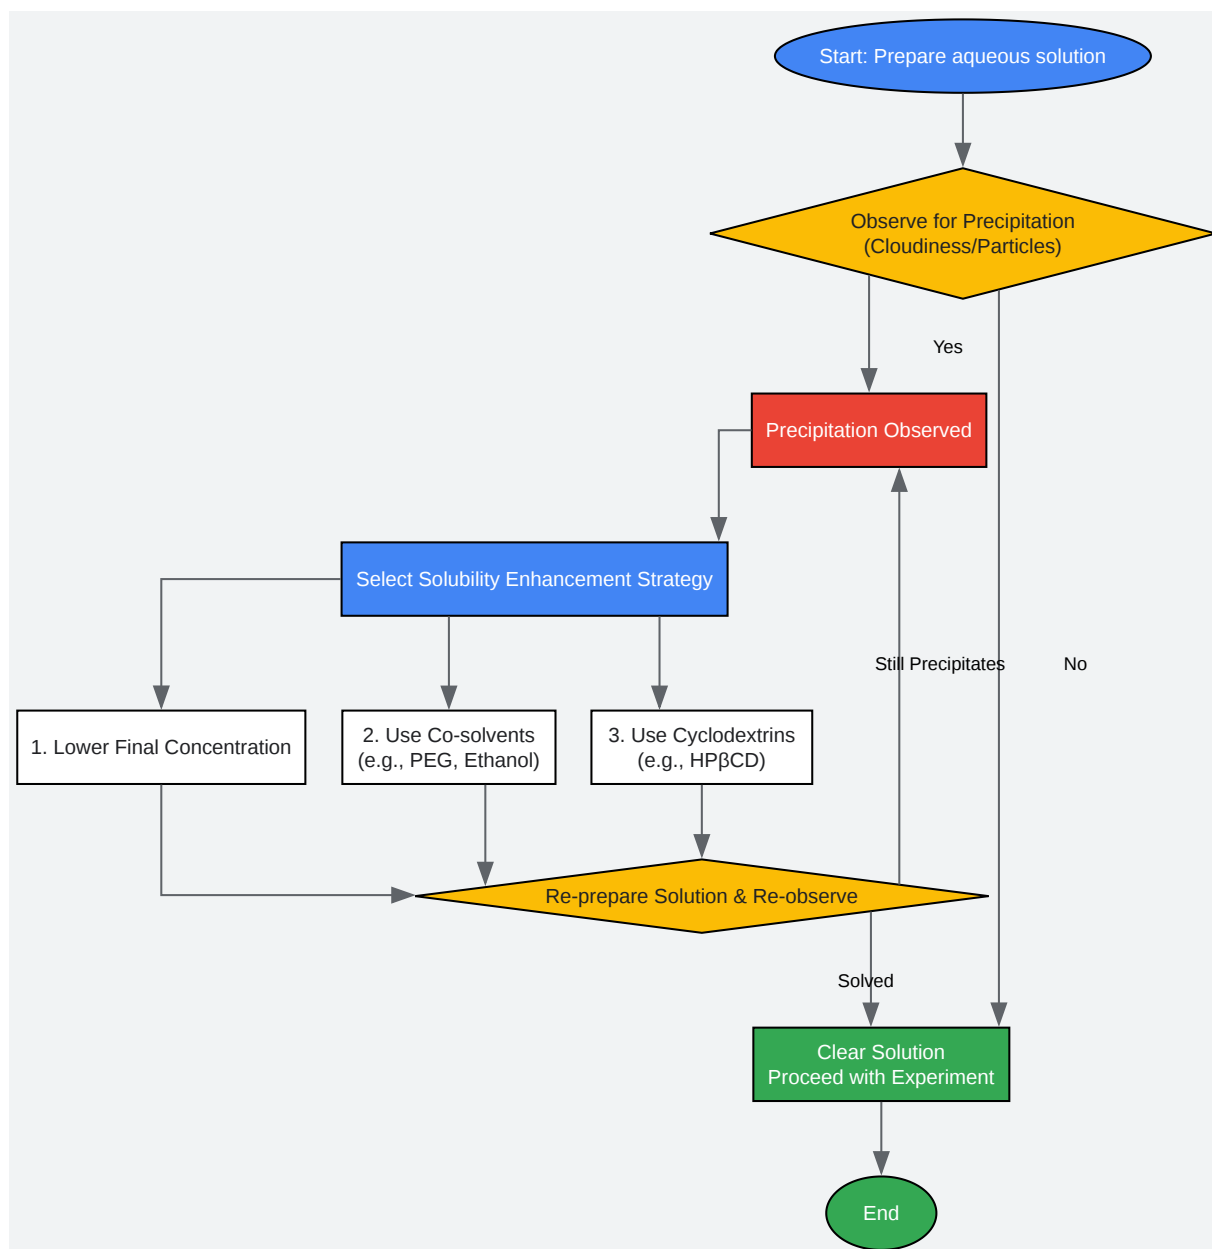 Start: Prepare aqueous solution
Observe for Precipitation
(Cloudiness/Particles)
Yes
Precipitation Observed
Select Solubility Enhancement Strategy
Still Precipitates
No
1. Lower Final Concentration
2. Use Co-solvents
(e.g., PEG, Ethanol)
3. Use Cyclodextrins
(e.g., HPβCD)
Re-prepare Solution & Re-observe
Solved
Clear Solution
Proceed with Experiment
End